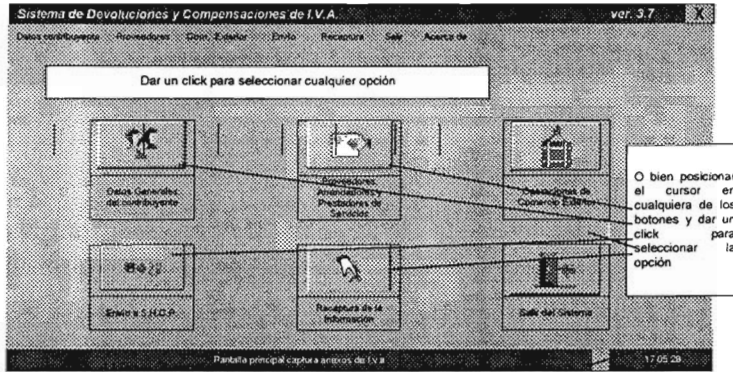 Sistema de Devoluciones y Compensaciones de I.V.A. ver. 3.7 X
Datos contribuyente Proveedores Com. Exterior Envío Recaptura Salir Acerca de
Dar un click para seleccionar cualquier opción
Datos Generales
del contribuyente
Proveedores
Arrendadores y
Prestadores de
Servicios
Operaciones de
Comercio Exterior
O bien posicionar
el cursor en
cualquiera de los
botones y dar un
click para
seleccionar la
opción
Envío a S.H.C.P.
Recaptura de la
Información
Salir del Sistema
Pantalla principal captura anexos de I.v.a 17:05:28